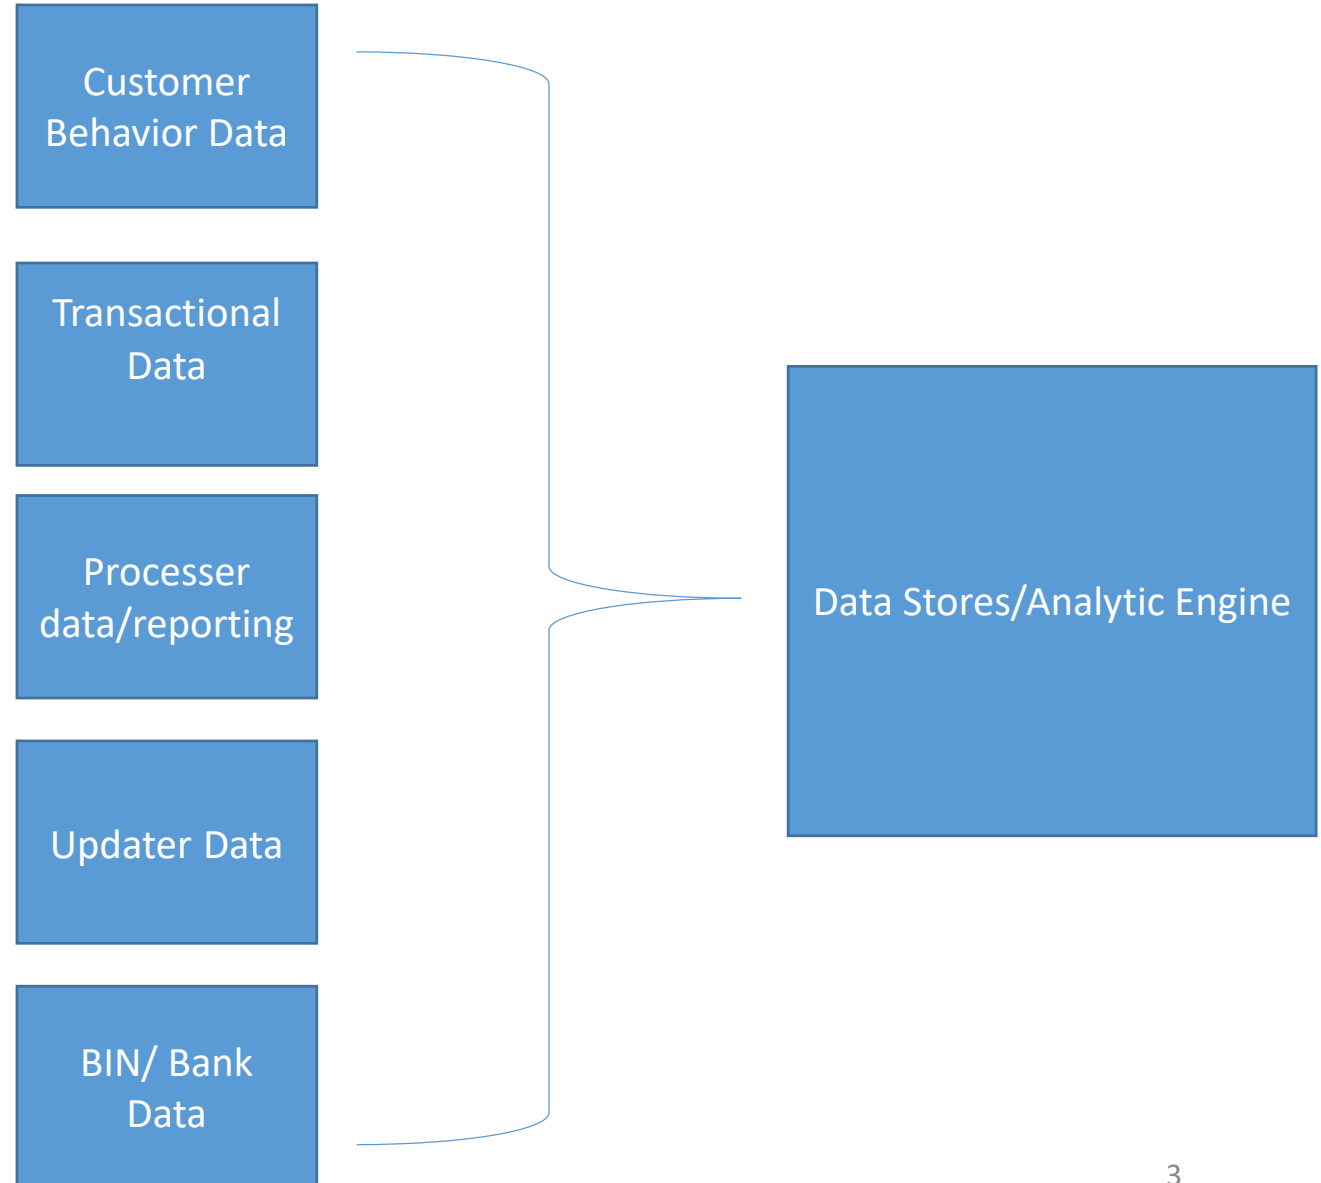 Customer
Behavior Data
Transactional
Data
Processer
data/reporting
Updater Data
BIN/ Bank
Data
Data Stores/Analytic Engine
3